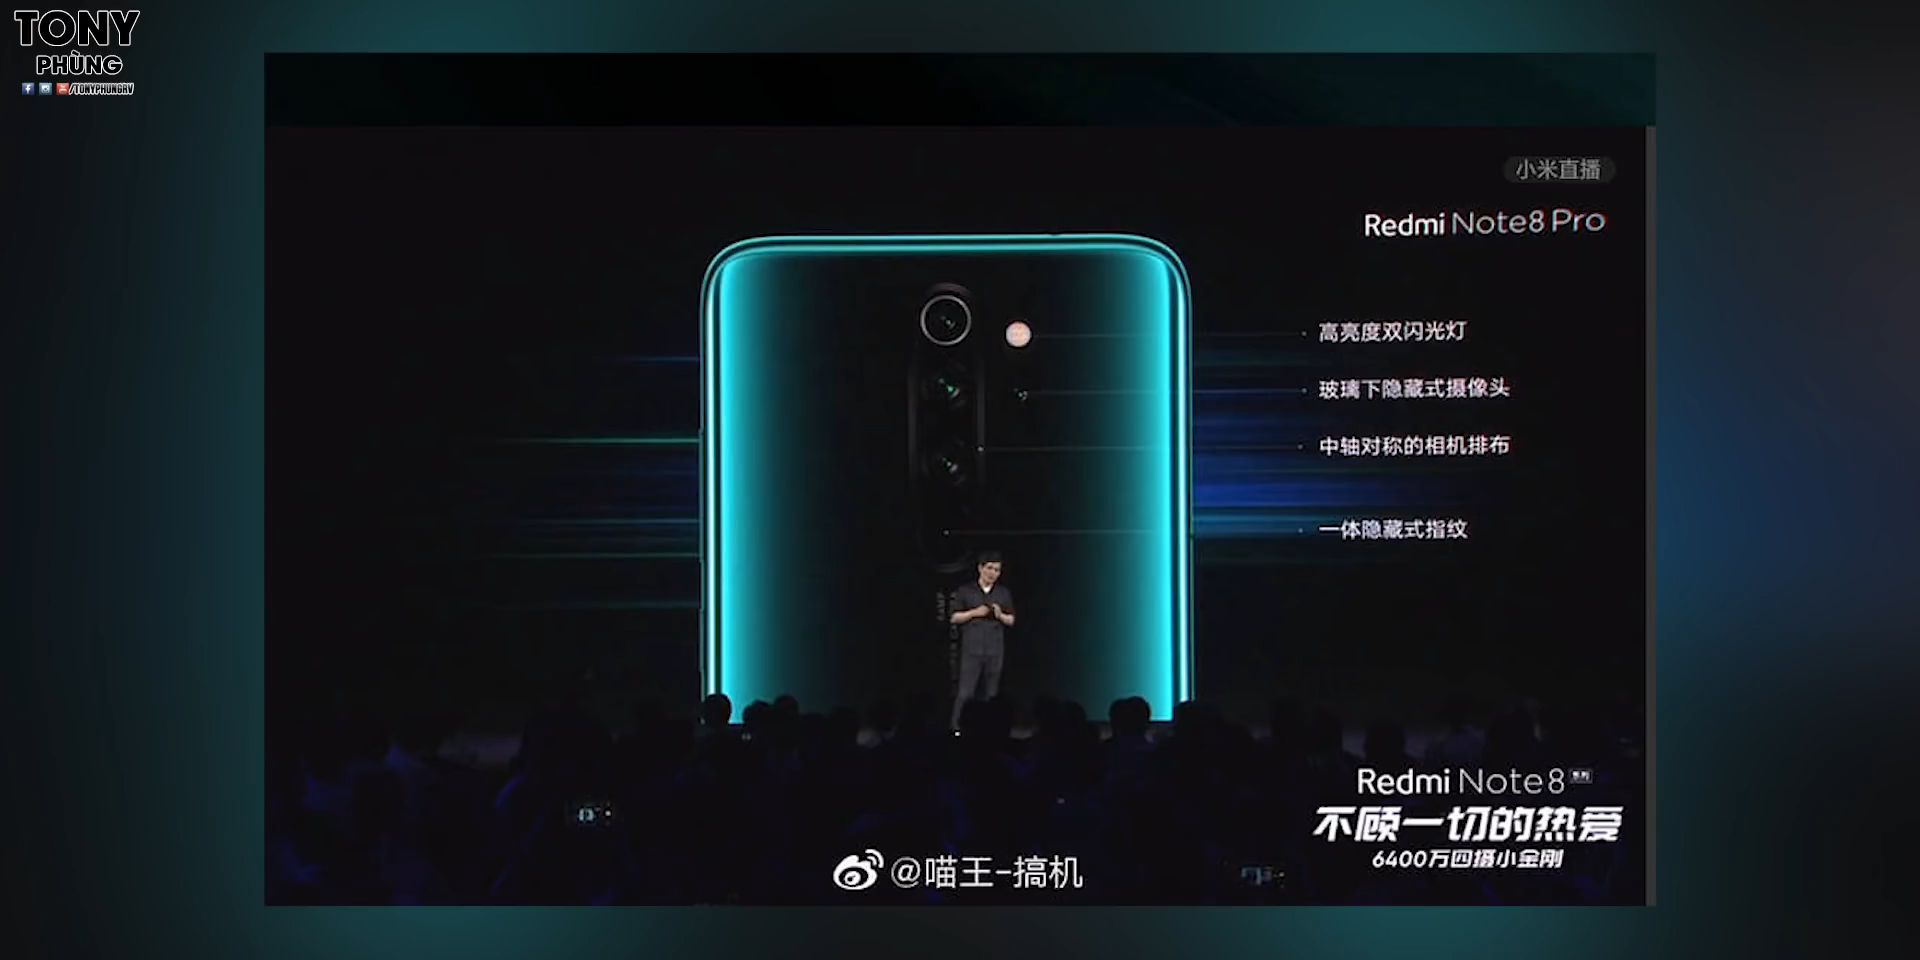 TONY
PHÙNG
/TONYPHUNGRV
小米直播
Redmi Note8 Pro
高亮度双闪光灯
玻璃下隐藏式摄像头
中轴对称的相机排布
一体隐藏式指纹
Redmi Note8 系列
不顾一切的热爱
6400万四摄小金刚
@喵王-搞机